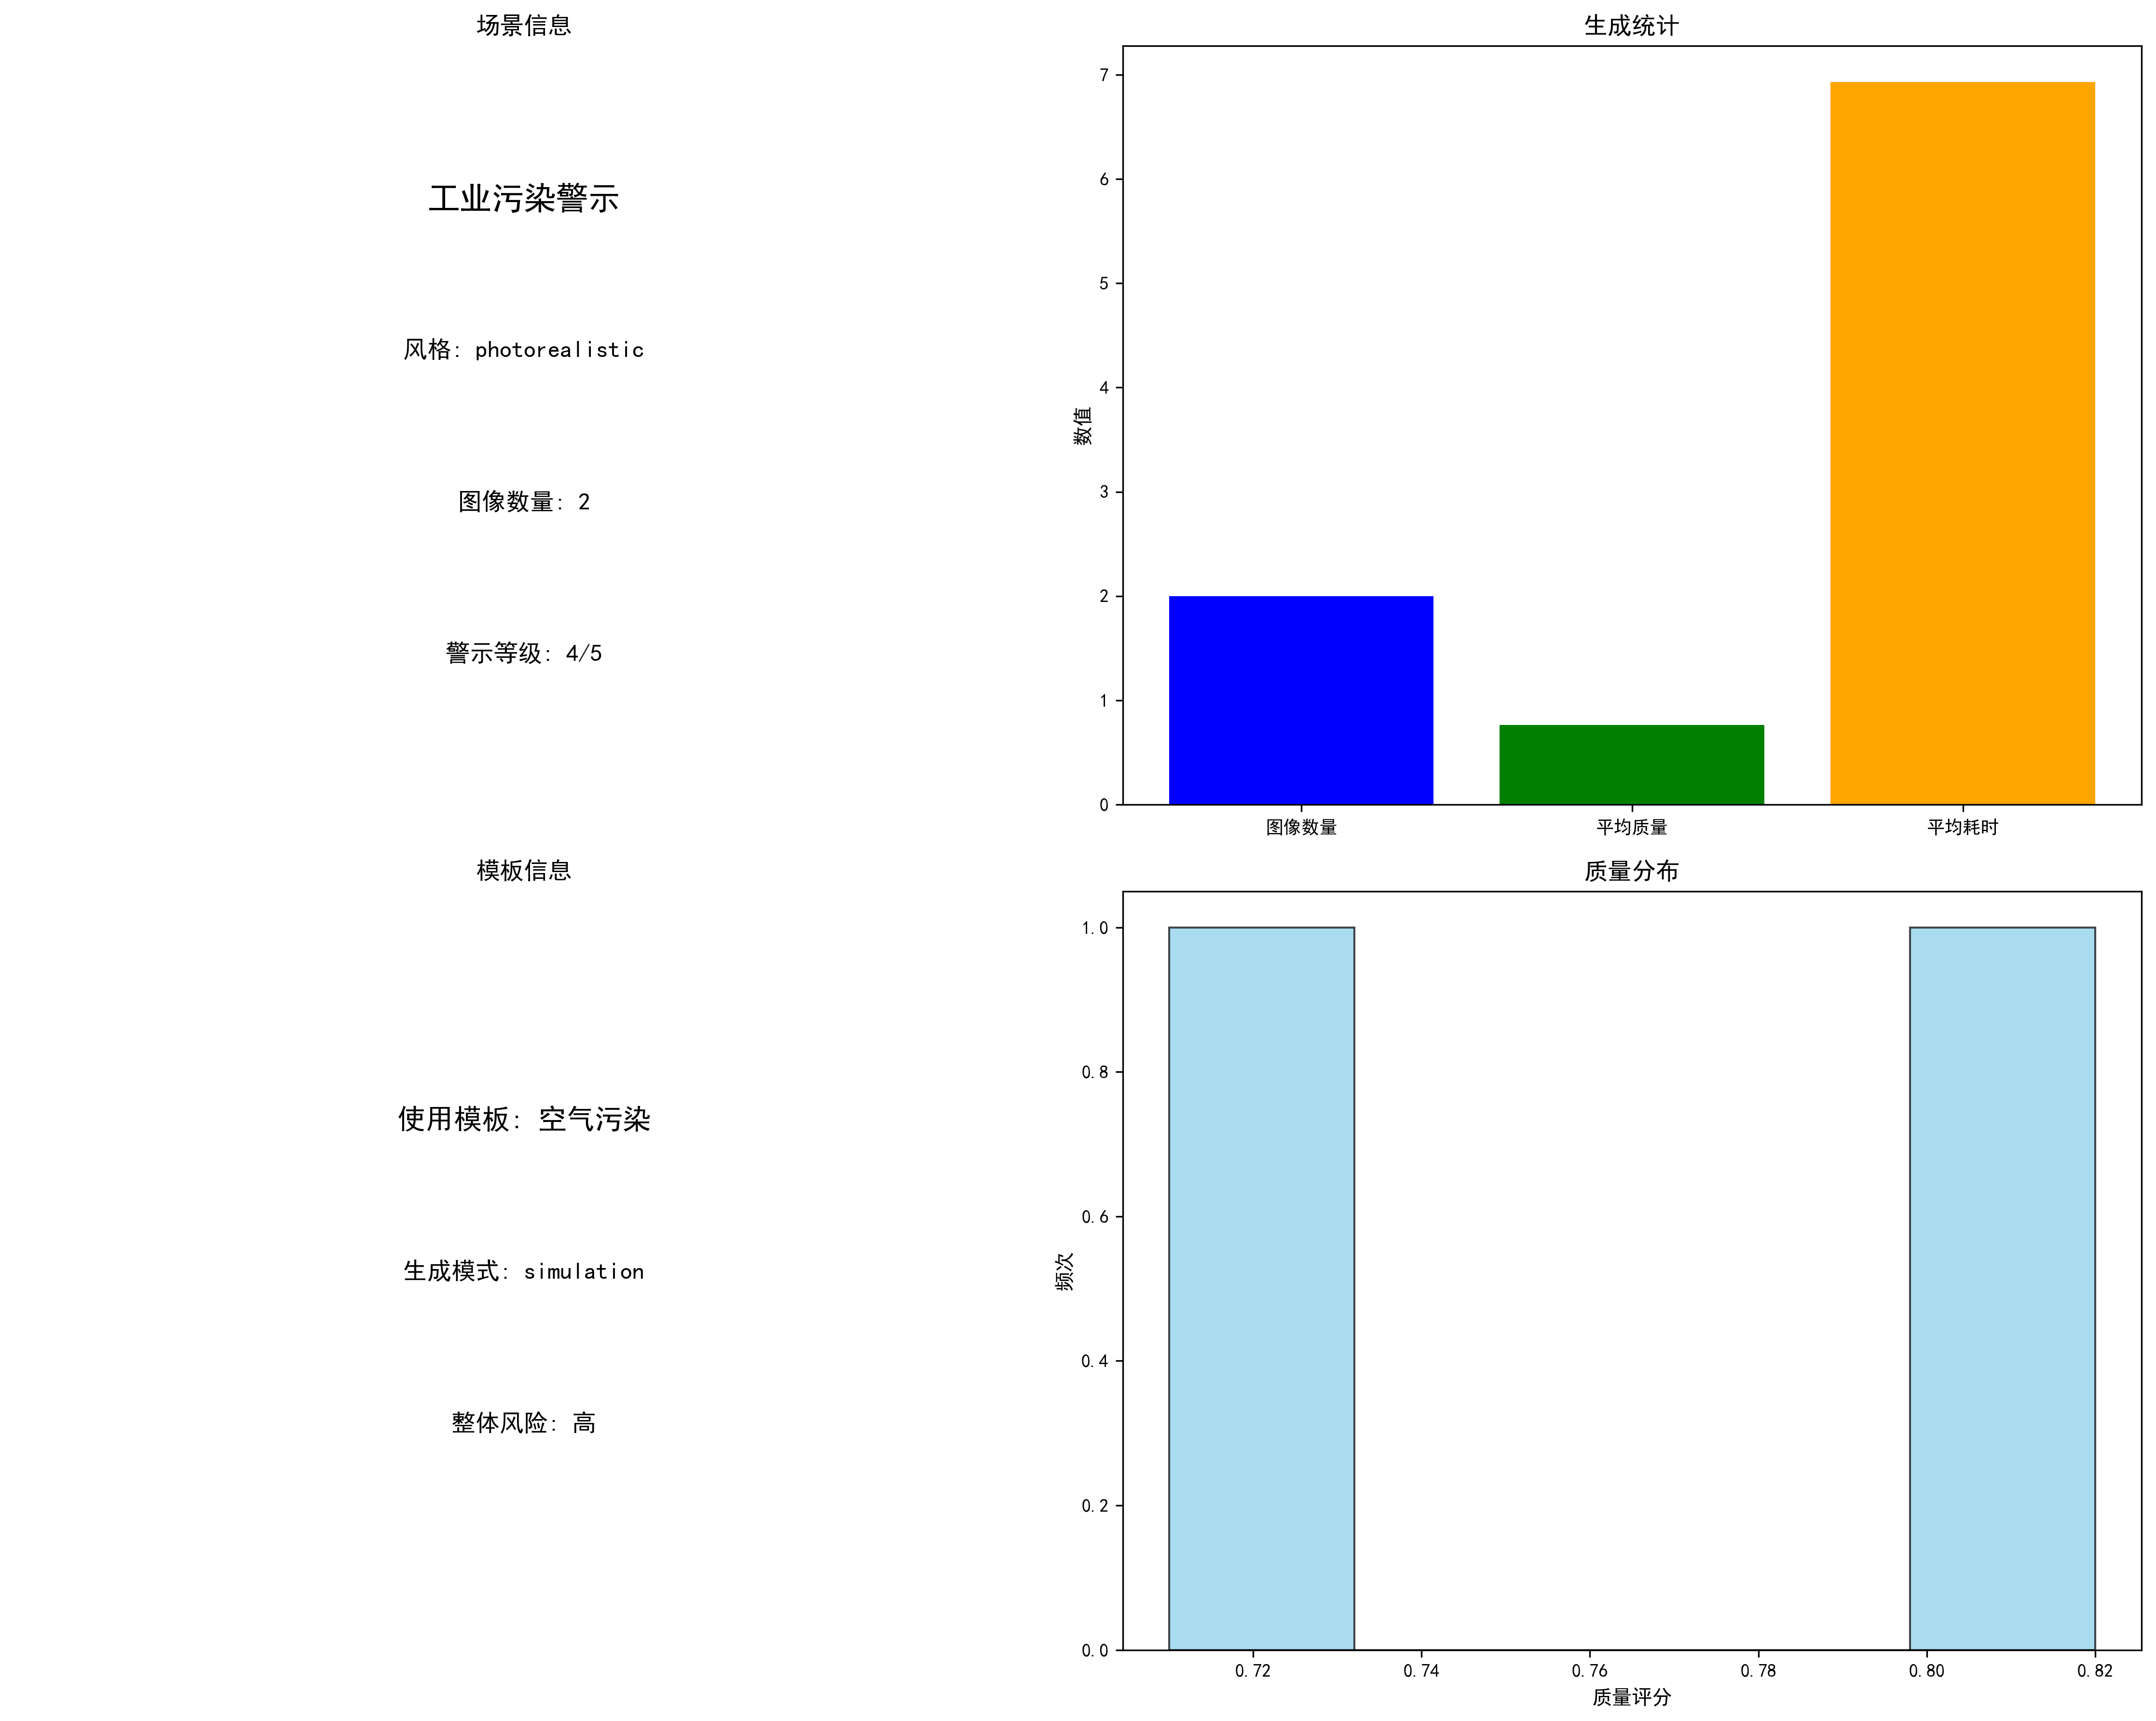 场景信息
工业污染警示
风格: photorealistic
图像数量: 2
警示等级: 4/5
生成统计
数值
7
6
5
4
3
2
1
0
图像数量 平均质量 平均耗时
模板信息
使用模板: 空气污染
生成模式: simulation
整体风险: 高
质量分布
频次
1.0
0.8
0.6
0.4
0.2
0.0
0.72 0.74 0.76 0.78 0.80 0.82
质量评分